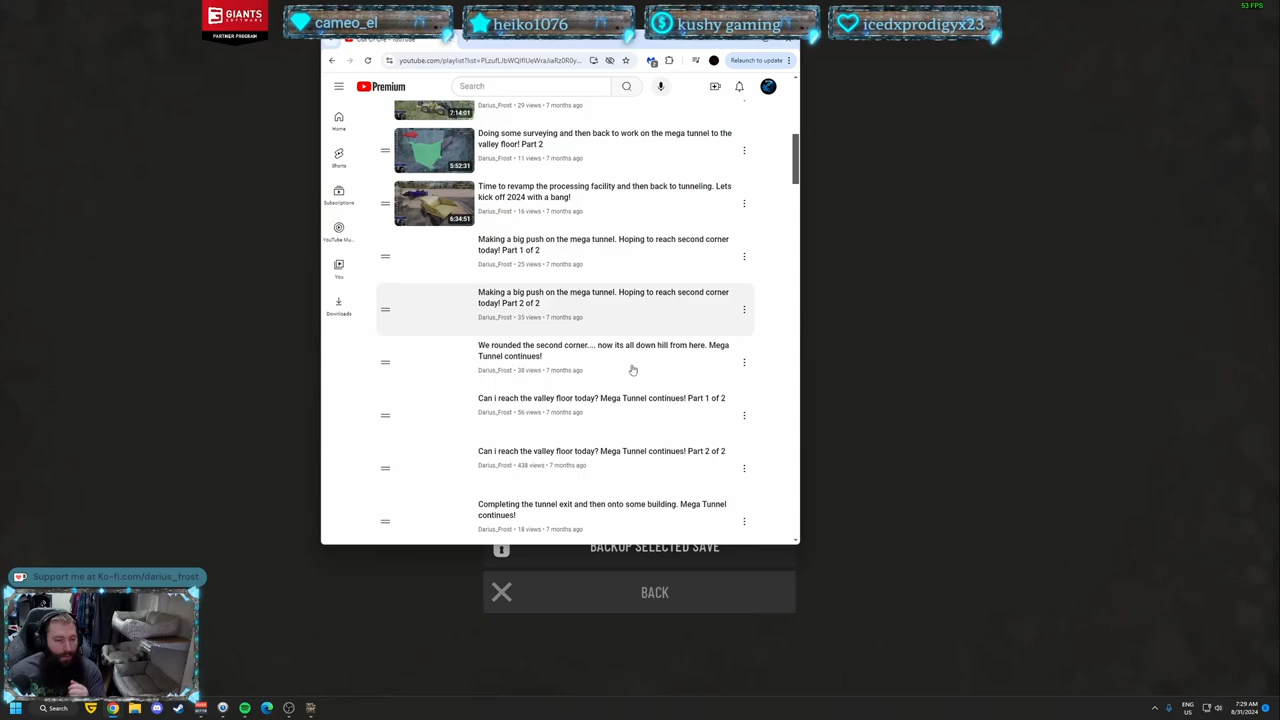 GIANTS
SOFTWARE
PARTNER PROGRAM
cameo_el
heiko1076
kushy gaming
icedxprodigyx23
53 FPS
youtube.com/playlist?list=PLzufLJbWQlflUeWraJiaRz0R0y...
Relaunch to update
Premium
Search
Home
Shorts
Subscriptions
YouTube Mu...
You
Downloads
7:14:01
Darius_Frost • 29 views • 7 months ago
5:52:31
Doing some surveying and then back to work on the mega tunnel to the
valley floor! Part 2
Darius_Frost • 11 views • 7 months ago
6:34:51
Time to revamp the processing facility and then back to tunneling. Lets
kick off 2024 with a bang!
Darius_Frost • 16 views • 7 months ago
Making a big push on the mega tunnel. Hoping to reach second corner
today! Part 1 of 2
Darius_Frost • 25 views • 7 months ago
Making a big push on the mega tunnel. Hoping to reach second corner
today! Part 2 of 2
Darius_Frost • 35 views • 7 months ago
We rounded the second corner.... now its all down hill from here. Mega
Tunnel continues!
Darius_Frost • 38 views • 7 months ago
Can i reach the valley floor today? Mega Tunnel continues! Part 1 of 2
Darius_Frost • 56 views • 7 months ago
Can i reach the valley floor today? Mega Tunnel continues! Part 2 of 2
Darius_Frost • 438 views • 7 months ago
Completing the tunnel exit and then onto some building. Mega Tunnel
continues!
Darius_Frost • 18 views • 7 months ago
BACKUP SELECTED SAVE
BACK
Support me at Ko-fi.com/darius_frost
Search
ENG
US
7:29 AM
8/31/2024